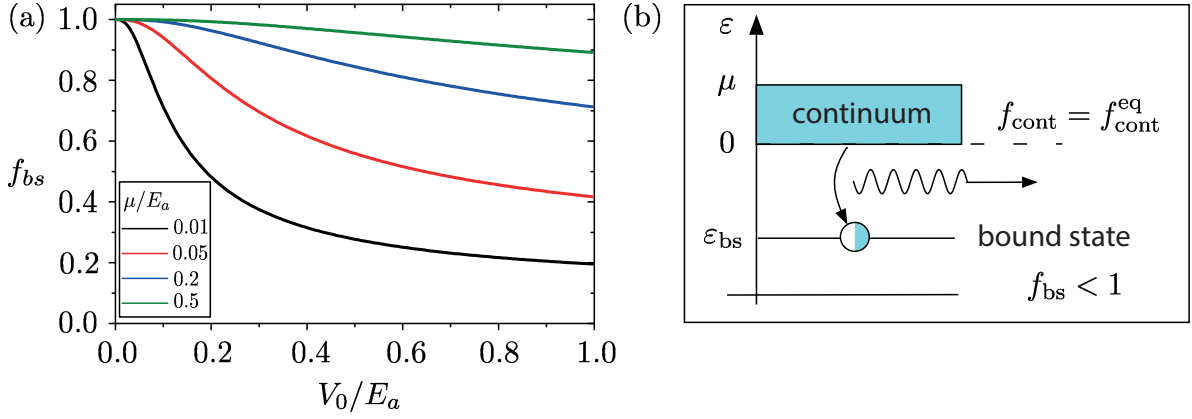 (a)
1.0
0.8
0.6
0.4
0.2
0.0
f_bs
μ/E_a
0.01
0.05
0.2
0.5
0.0 0.2 0.4 0.6 0.8 1.0
V_0/E_a
(b)
ε
μ
continuum
f_cont = f_cont^eq
0
ε_bs
bound state
f_bs < 1